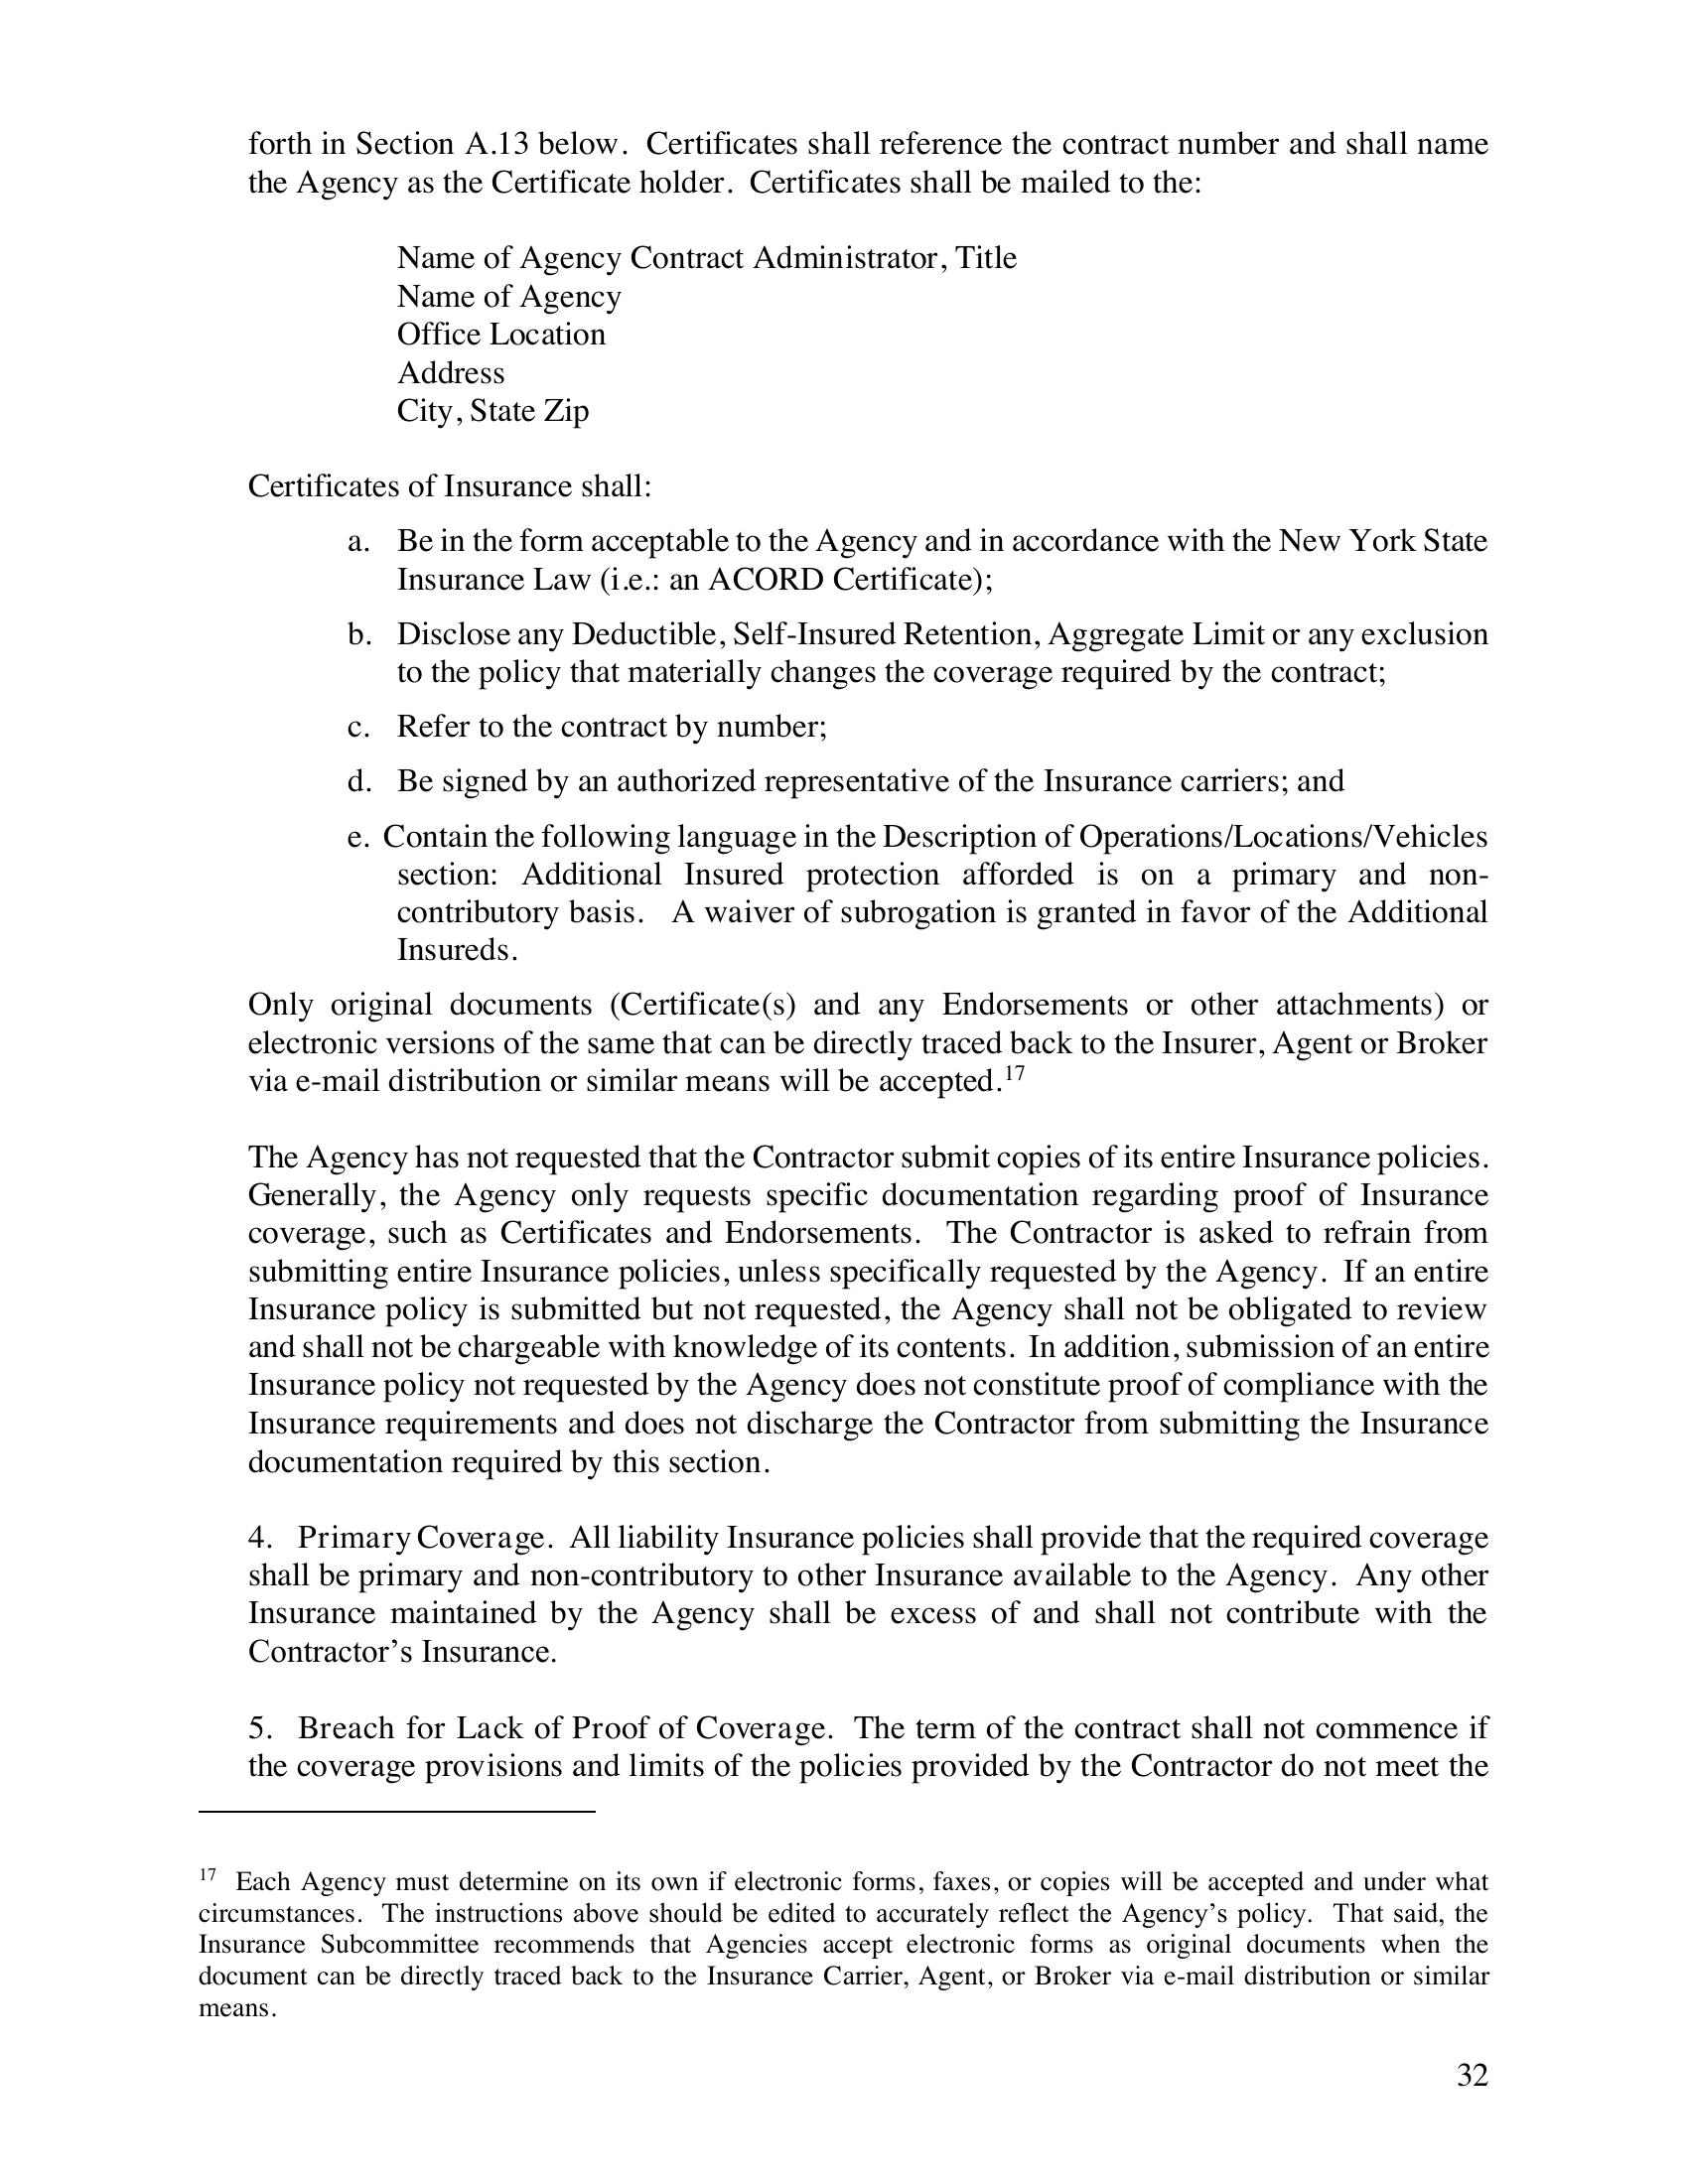 forth in Section A.13 below. Certificates shall reference the contract number and shall name
the Agency as the Certificate holder. Certificates shall be mailed to the:
Name of Agency Contract Administrator, Title
Name of Agency
Office Location
Address
City, State Zip
Certificates of Insurance shall:
a. Be in the form acceptable to the Agency and in accordance with the New York State
Insurance Law (i.e.: an ACORD Certificate);
b. Disclose any Deductible, Self-Insured Retention, Aggregate Limit or any exclusion
to the policy that materially changes the coverage required by the contract;
c. Refer to the contract by number;
d. Be signed by an authorized representative of the Insurance carriers; and
e. Contain the following language in the Description of Operations/Locations/Vehicles
section: Additional Insured protection afforded is on a primary and non-
contributory basis. A waiver of subrogation is granted in favor of the Additional
Insureds.
Only original documents (Certificate(s) and any Endorsements or other attachments) or
electronic versions of the same that can be directly traced back to the Insurer, Agent or Broker
via e-mail distribution or similar means will be accepted.17
The Agency has not requested that the Contractor submit copies of its entire Insurance policies.
Generally, the Agency only requests specific documentation regarding proof of Insurance
coverage, such as Certificates and Endorsements. The Contractor is asked to refrain from
submitting entire Insurance policies, unless specifically requested by the Agency. If an entire
Insurance policy is submitted but not requested, the Agency shall not be obligated to review
and shall not be chargeable with knowledge of its contents. In addition, submission of an entire
Insurance policy not requested by the Agency does not constitute proof of compliance with the
Insurance requirements and does not discharge the Contractor from submitting the Insurance
documentation required by this section.
4. Primary Coverage. All liability Insurance policies shall provide that the required coverage
shall be primary and non-contributory to other Insurance available to the Agency. Any other
Insurance maintained by the Agency shall be excess of and shall not contribute with the
Contractor’s Insurance.
5. Breach for Lack of Proof of Coverage. The term of the contract shall not commence if
the coverage provisions and limits of the policies provided by the Contractor do not meet the
17 Each Agency must determine on its own if electronic forms, faxes, or copies will be accepted and under what
circumstances. The instructions above should be edited to accurately reflect the Agency’s policy. That said, the
Insurance Subcommittee recommends that Agencies accept electronic forms as original documents when the
document can be directly traced back to the Insurance Carrier, Agent, or Broker via e-mail distribution or similar
means.
32